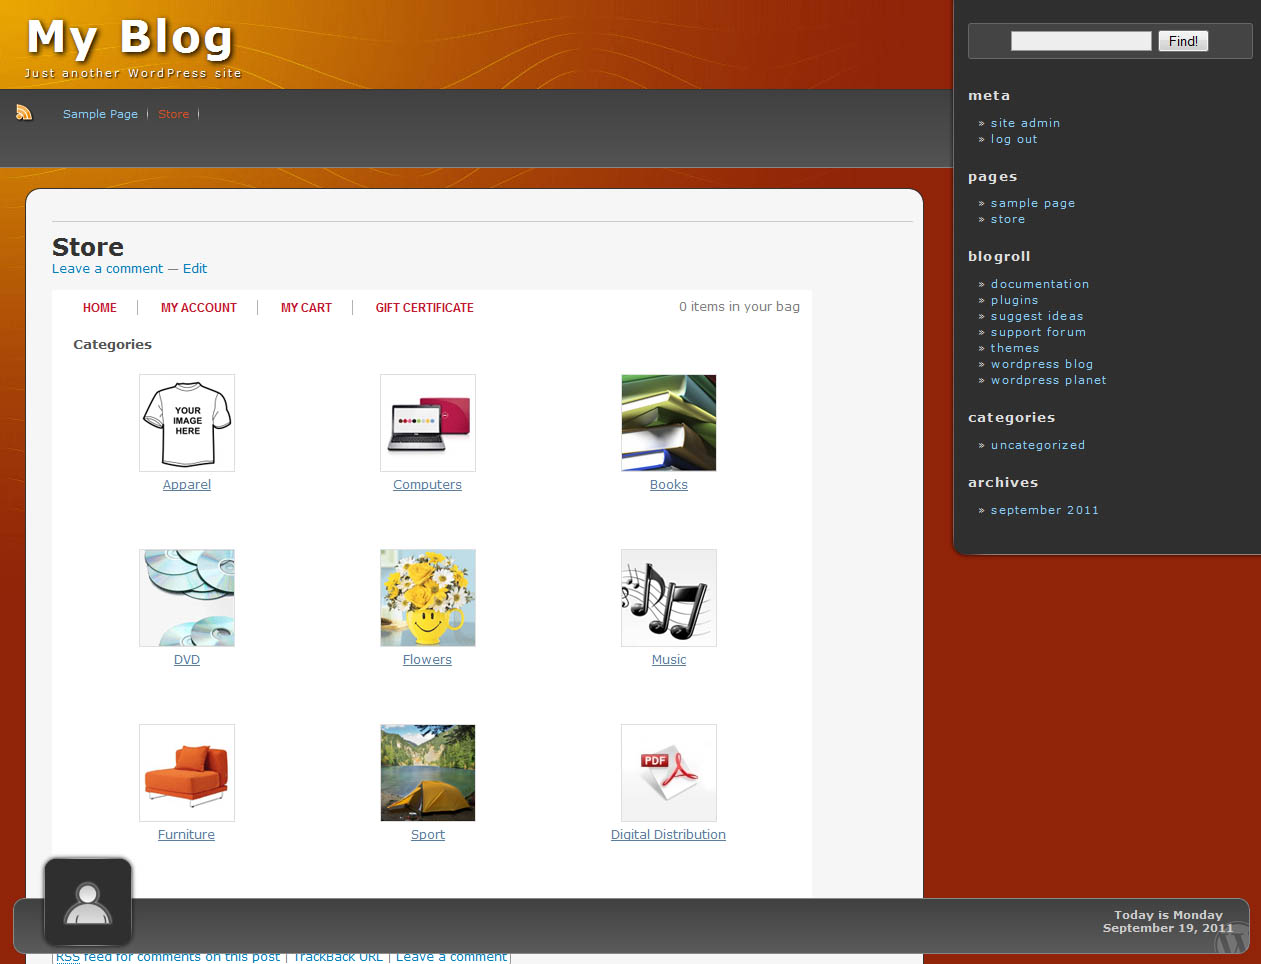 My Blog
Just another WordPress site
Sample Page
Store
Find!
meta
» site admin
» log out
pages
» sample page
» store
blogroll
» documentation
» plugins
» suggest ideas
» support forum
» themes
» wordpress blog
» wordpress planet
categories
» uncategorized
archives
» september 2011
Store
Leave a comment — Edit
HOME | MY ACCOUNT | MY CART | GIFT CERTIFICATE
0 items in your bag
Categories
YOUR
IMAGE
HERE
Apparel
Computers
Books
DVD
Flowers
Music
PDF
Furniture
Sport
Digital Distribution
Today is Monday
September 19, 2011
RSS feed for comments on this post | TrackBack URL | Leave a comment|